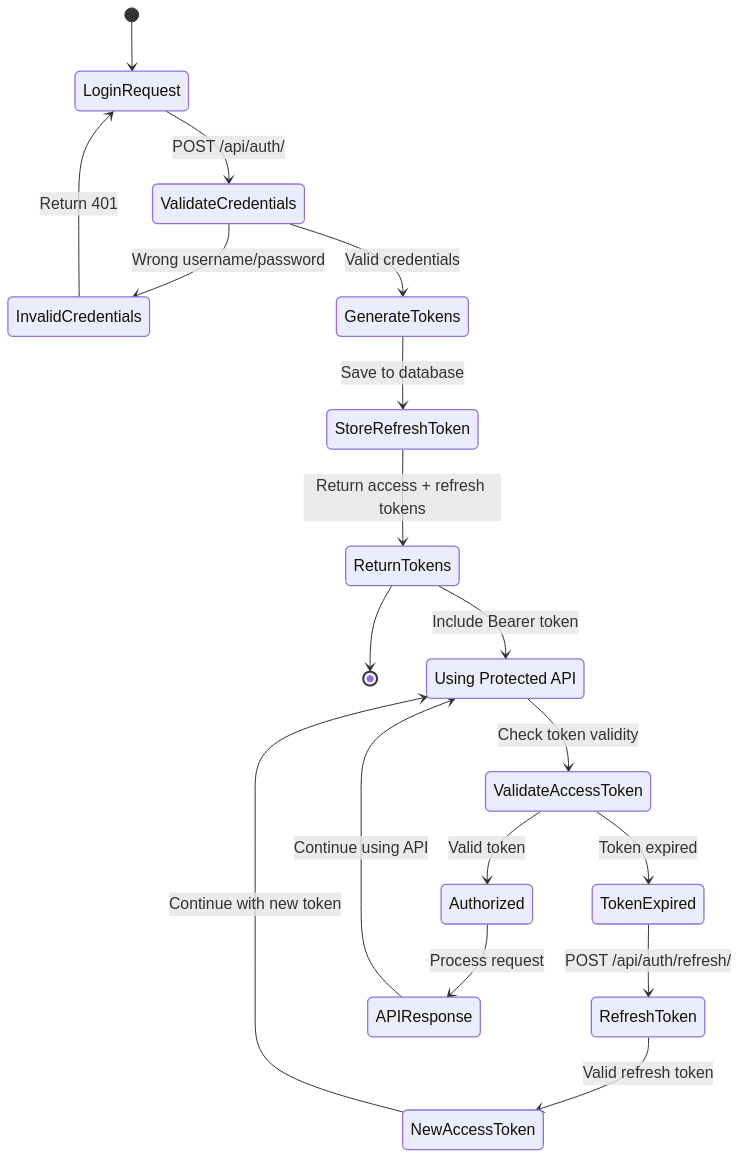 LoginRequest
POST /api/auth/
Return 401
ValidateCredentials
Wrong username/password
Valid credentials
InvalidCredentials
GenerateTokens
Save to database
StoreRefreshToken
Return access + refresh
tokens
ReturnTokens
Include Bearer token
Using Protected API
Check token validity
ValidateAccessToken
Continue using API
Valid token
Token expired
Continue with new token
Authorized
TokenExpired
Process request
POST /api/auth/refresh/
APIResponse
RefreshToken
Valid refresh token
NewAccessToken